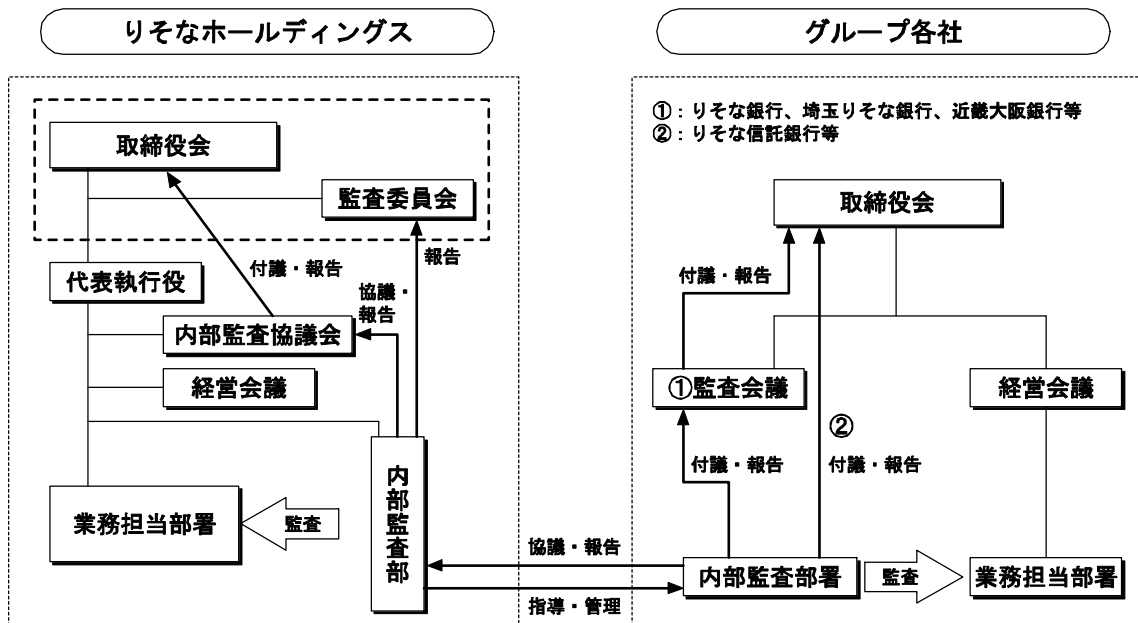 りそなホールディングス
グループ各社
取締役会
監査委員会
報告
代表執行役
付議・報告
協議・
報告
内部監査協議会
経営会議
内部監査部
業務担当部署
監査
①：りそな銀行、埼玉りそな銀行、近畿大阪銀行等
②：りそな信託銀行等
取締役会
付議・報告
①監査会議
経営会議
②
付議・報告
付議・報告
協議・報告
指導・管理
内部監査部署
監査
業務担当部署